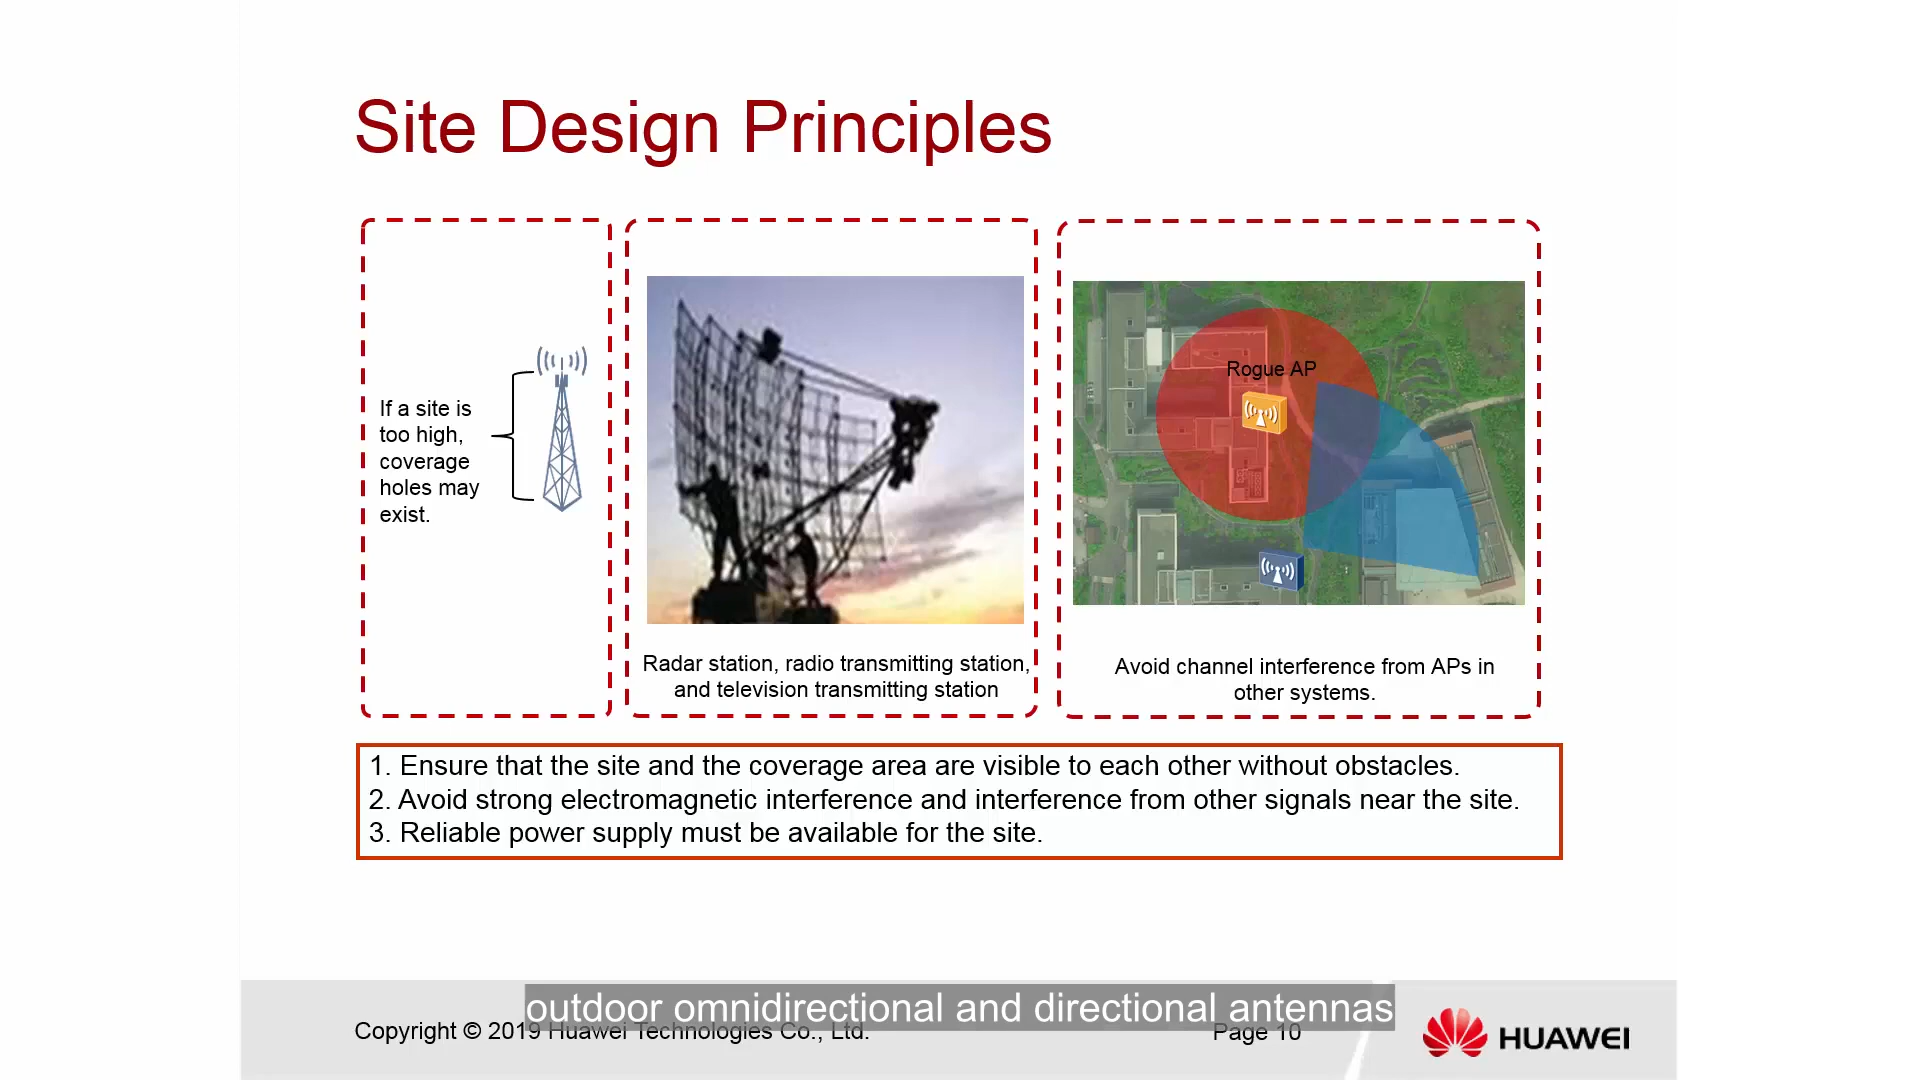 Site Design Principles
If a site is
too high,
coverage
holes may
exist.
Radar station, radio transmitting station,
and television transmitting station
Rogue AP
Avoid channel interference from APs in
other systems.
1. Ensure that the site and the coverage area are visible to each other without obstacles.
2. Avoid strong electromagnetic interference and interference from other signals near the site.
3. Reliable power supply must be available for the site.
outdoor omnidirectional and directional antennas
Copyright © 2019 Huawei Technologies Co., Ltd.
Page 10
HUAWEI